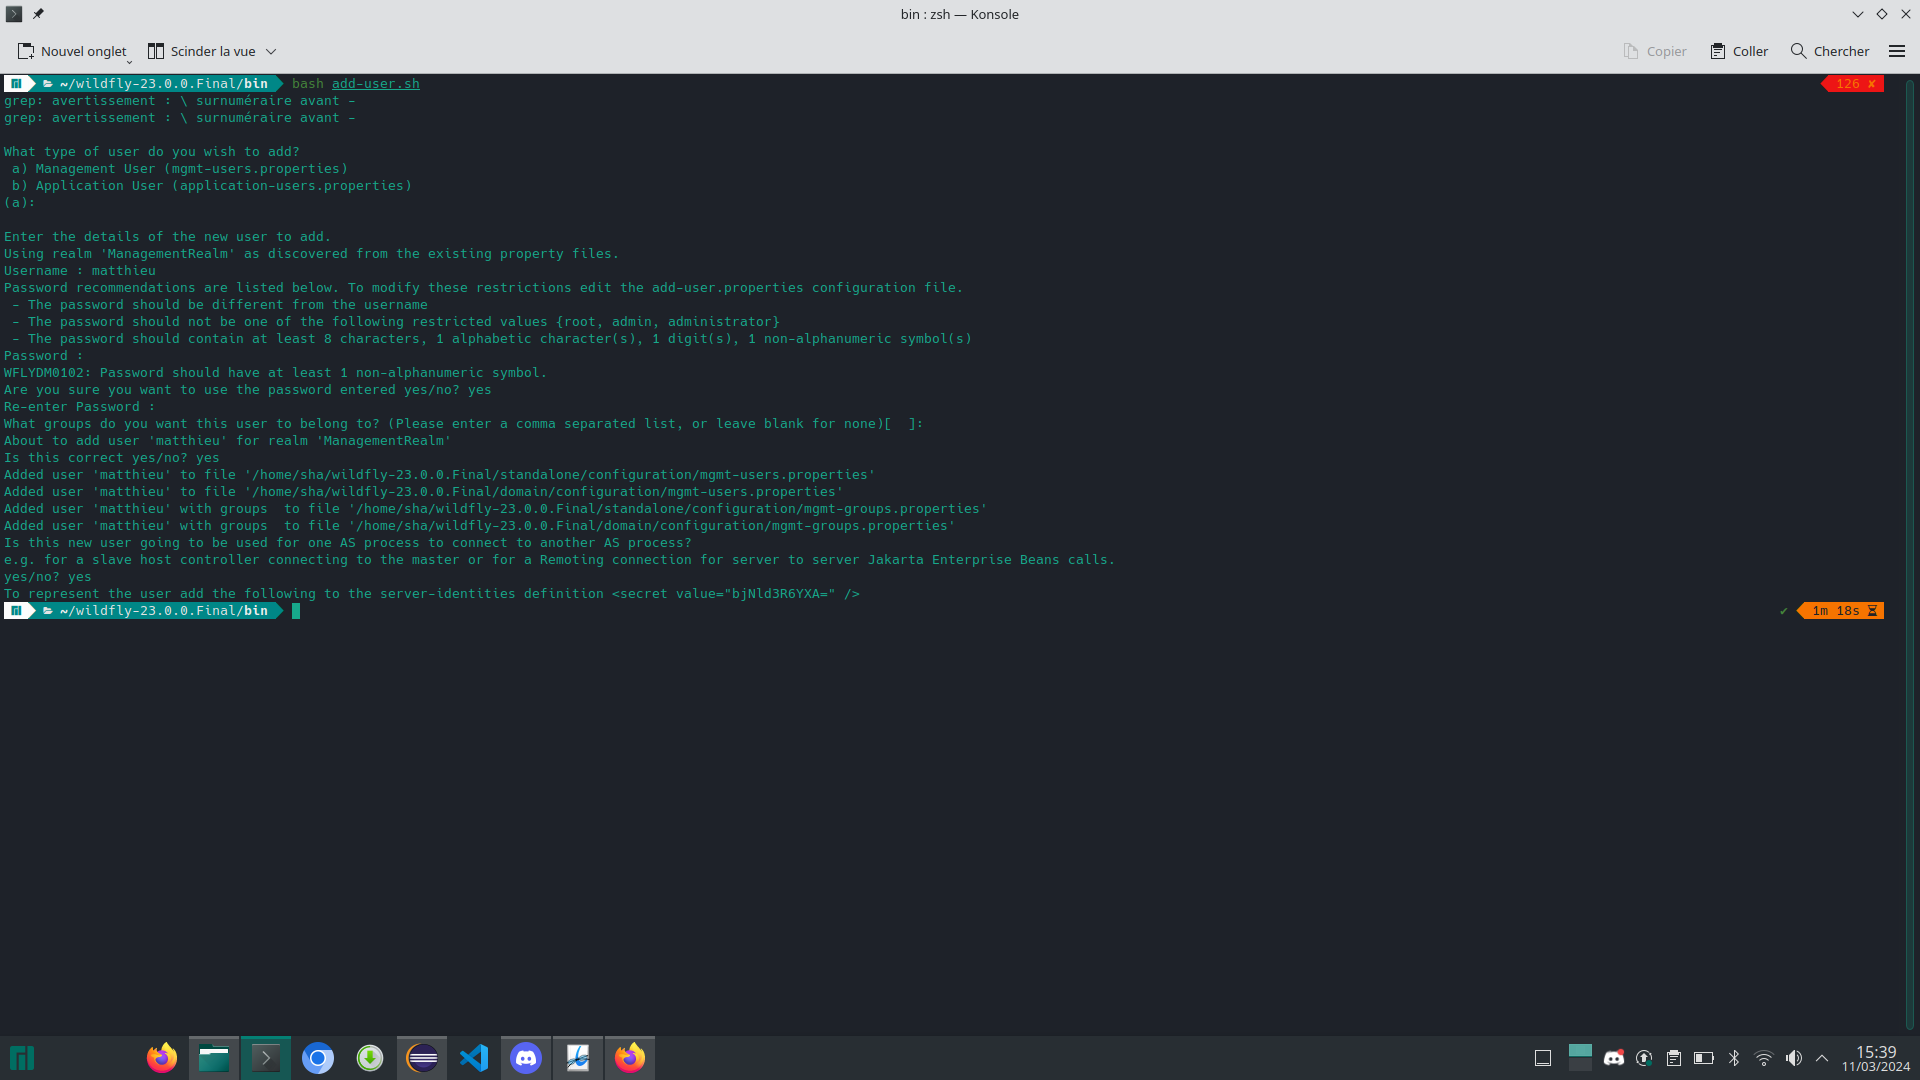 bin : zsh — Konsole
Nouvel onglet
Scinder la vue
Copier
Coller
Chercher
~/wildfly-23.0.0.Final/bin bash add-user.sh 126 ✘
grep: avertissement : \ surnuméraire avant -
grep: avertissement : \ surnuméraire avant -
What type of user do you wish to add?
a) Management User (mgmt-users.properties)
b) Application User (application-users.properties)
(a):
Enter the details of the new user to add.
Using realm 'ManagementRealm' as discovered from the existing property files.
Username : matthieu
Password recommendations are listed below. To modify these restrictions edit the add-user.properties configuration file.
- The password should be different from the username
- The password should not be one of the following restricted values {root, admin, administrator}
- The password should contain at least 8 characters, 1 alphabetic character(s), 1 digit(s), 1 non-alphanumeric symbol(s)
Password :
WFLYDM0102: Password should have at least 1 non-alphanumeric symbol.
Are you sure you want to use the password entered yes/no? yes
Re-enter Password :
What groups do you want this user to belong to? (Please enter a comma separated list, or leave blank for none)[  ]:
About to add user 'matthieu' for realm 'ManagementRealm'
Is this correct yes/no? yes
Added user 'matthieu' to file '/home/sha/wildfly-23.0.0.Final/standalone/configuration/mgmt-users.properties'
Added user 'matthieu' to file '/home/sha/wildfly-23.0.0.Final/domain/configuration/mgmt-users.properties'
Added user 'matthieu' with groups  to file '/home/sha/wildfly-23.0.0.Final/standalone/configuration/mgmt-groups.properties'
Added user 'matthieu' with groups  to file '/home/sha/wildfly-23.0.0.Final/domain/configuration/mgmt-groups.properties'
Is this new user going to be used for one AS process to connect to another AS process?
e.g. for a slave host controller connecting to the master or for a Remoting connection for server to server Jakarta Enterprise Beans calls.
yes/no? yes
To represent the user add the following to the server-identities definition <secret value="bjNld3R6YXA=" />
~/wildfly-23.0.0.Final/bin ✔ 1m 18s
15:39
11/03/2024